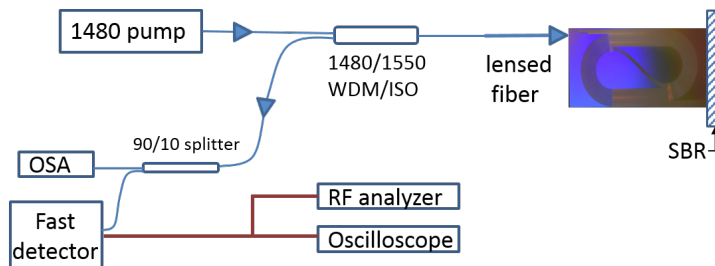 1480 pump
1480/1550
WDM/ISO
lensed
fiber
SBR
90/10 splitter
OSA
Fast
detector
RF analyzer
Oscilloscope